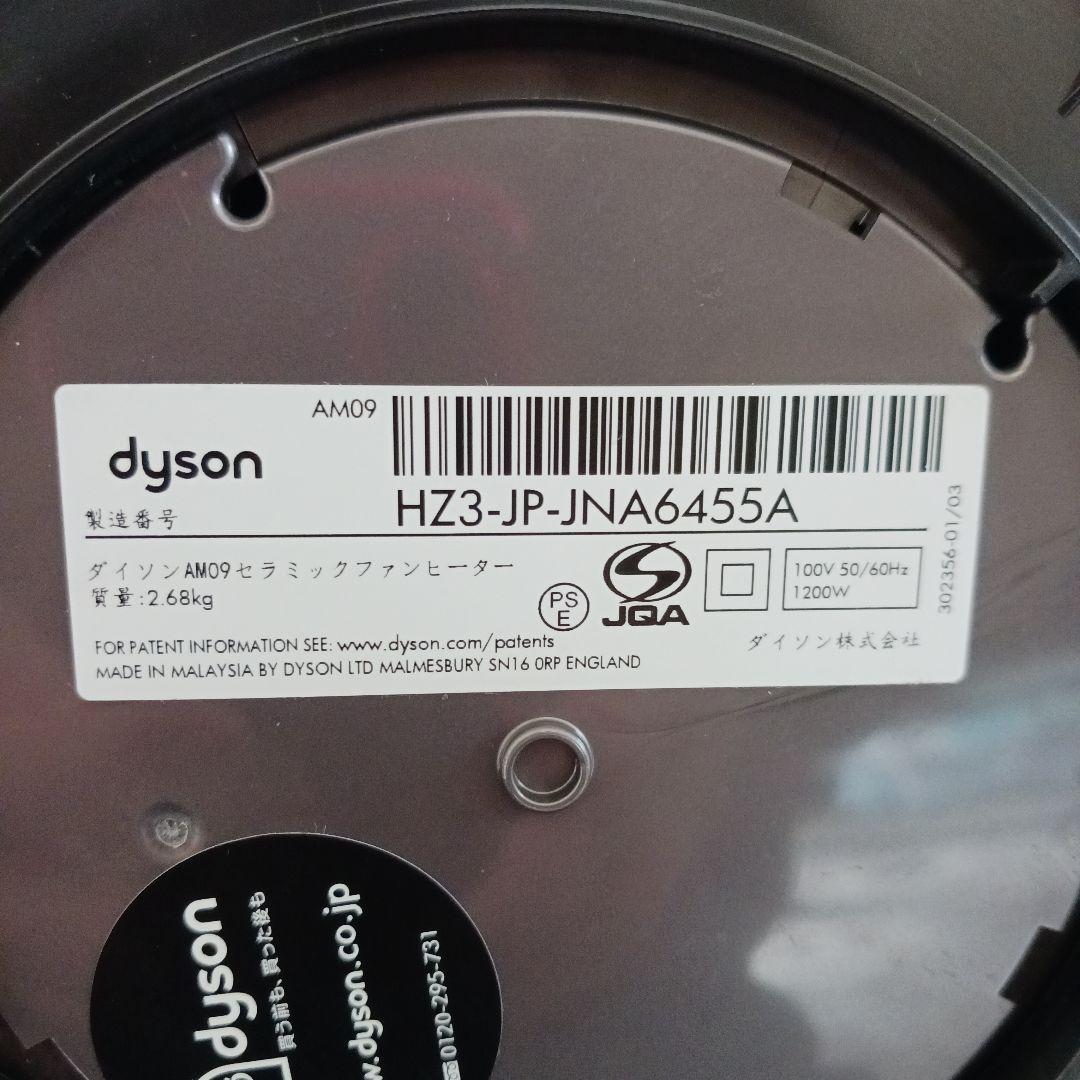 AM09
dyson
製造番号
HZ3-JP-JNA6455A
ダイソンAM09セラミックファンヒーター
質量:2.68kg
PS
E
JQA
100V 50/60Hz
1200W
302356-01/03
FOR PATENT INFORMATION SEE: www.dyson.com/patents
ダイソン株式会社
MADE IN MALAYSIA BY DYSON LTD MALMESBURY SN16 0RP ENGLAND
dyson
買う前も、買った後も
w.dyson.co.jp
0120-295-731